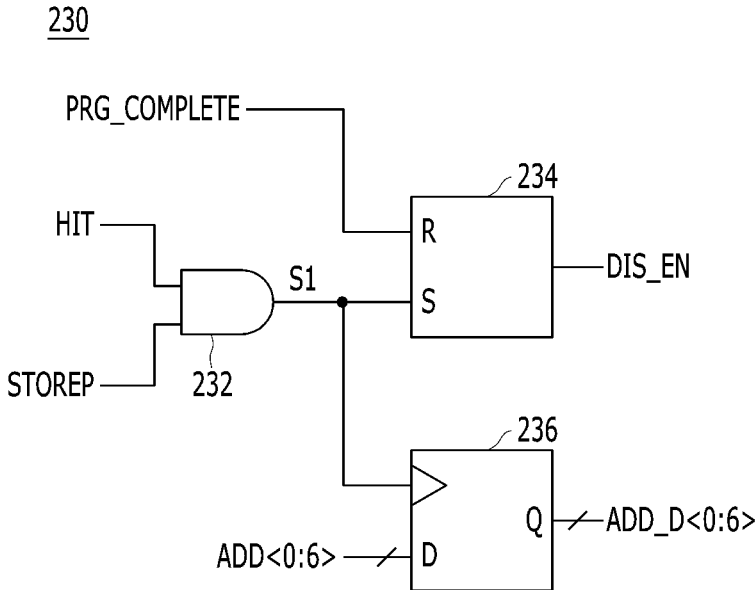 230
PRG_COMPLETE
234
HIT
R
S1
DIS_EN
S
STOREP
232
236
Q
ADD_D<0:6>
ADD<0:6>
D